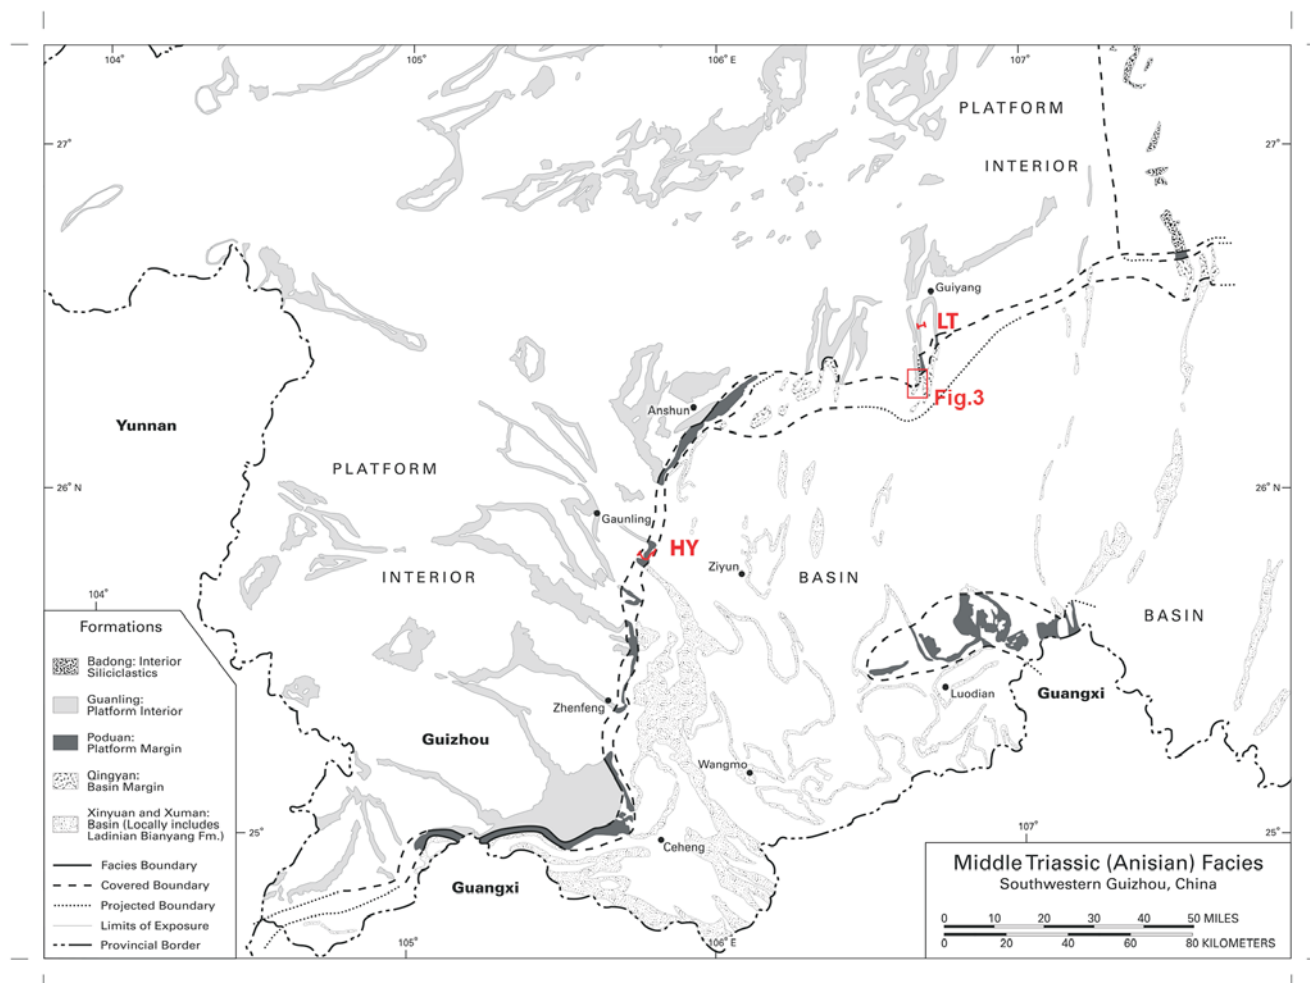 104°
105°
106° E
107°
PLATFORM
27°
27°
INTERIOR
Guiyang
LT
Fig.3
Anshun
Yunnan
PLATFORM
26° N
26° N
Gaunling
HY
Ziyun
INTERIOR
BASIN
104°
BASIN
Formations
Badong: Interior
Siliciclastics
Guanling:
Platform Interior
Poduan:
Platform Margin
Qingyan:
Basin Margin
Xinyuan and Xuman:
Basin (Locally includes
Ladinian Bianyang Fm.)
Facies Boundary
Covered Boundary
Projected Boundary
Limits of Exposure
Provincial Border
Luodian
Guangxi
Zhenfeng
Guizhou
Wangmo
25°
107°
25°
Ceheng
Guangxi
105°
106° E
Middle Triassic (Anisian) Facies
Southwestern Guizhou, China
0 10 20 30 40 50 MILES
0 20 40 60 80 KILOMETERS